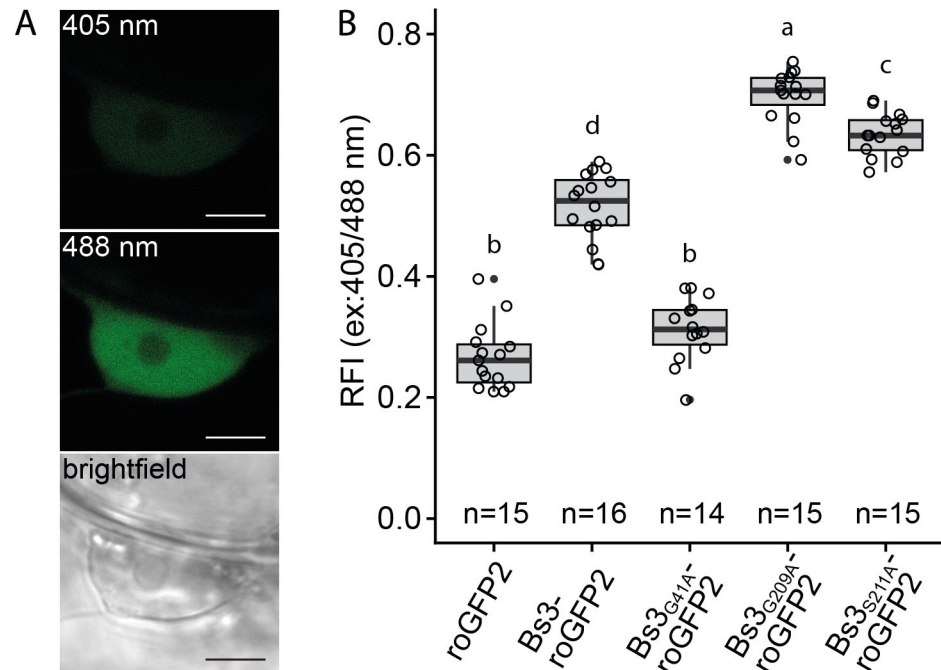 A
405 nm
488 nm
brightfield
B
RFI (ex:405/488 nm)
0.8
0.6
0.4
0.2
0.0
b
d
b
a
c
n=15
n=16
n=14
n=15
n=15
roGFP2
Bs3-
roGFP2
Bs3G41A-
roGFP2
Bs3G209A-
roGFP2
Bs3S211A-
roGFP2